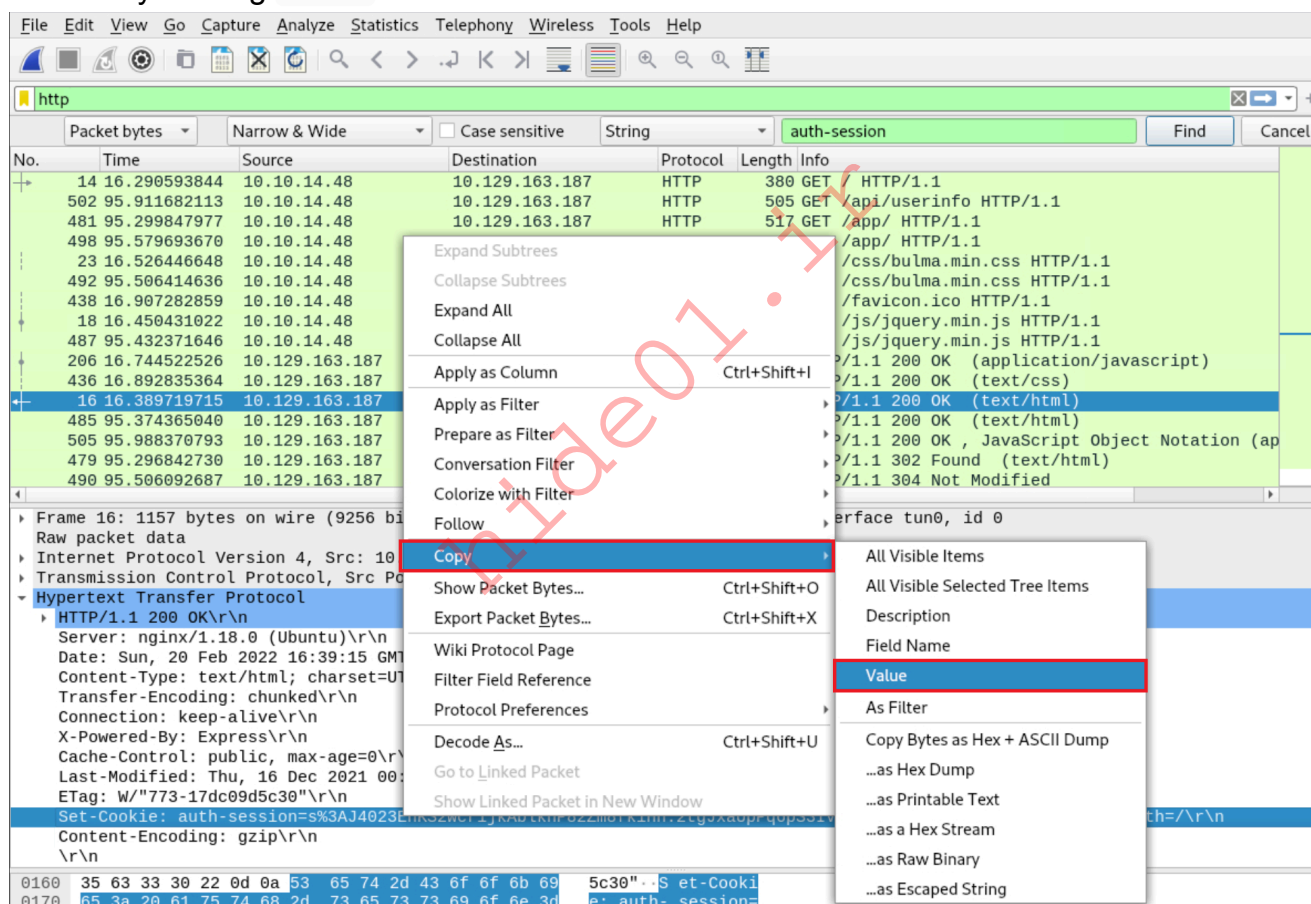 File Edit View Go Capture Analyze Statistics Telephony Wireless Tools Help
http
Packet bytes Narrow & Wide Case sensitive String auth-session Find Cancel
No. Time Source Destination Protocol Length Info
14 16.290593844 10.10.14.48 10.129.163.187 HTTP 380 GET / HTTP/1.1
502 95.911682113 10.10.14.48 10.129.163.187 HTTP 505 GET /api/userinfo HTTP/1.1
481 95.299847977 10.10.14.48 10.129.163.187 HTTP 517 GET /app/ HTTP/1.1
498 95.579693670 10.10.14.48 /app/ HTTP/1.1
23 16.526446648 10.10.14.48 /css/bulma.min.css HTTP/1.1
492 95.506414636 10.10.14.48 /css/bulma.min.css HTTP/1.1
438 16.907282859 10.10.14.48 /favicon.ico HTTP/1.1
18 16.450431022 10.10.14.48 /js/jquery.min.js HTTP/1.1
487 95.432371646 10.10.14.48 /js/jquery.min.js HTTP/1.1
206 16.744522526 10.129.163.187 P/1.1 200 OK (application/javascript)
436 16.892835364 10.129.163.187 P/1.1 200 OK (text/css)
16 16.389719715 10.129.163.187 P/1.1 200 OK (text/html)
485 95.374365040 10.129.163.187 P/1.1 200 OK (text/html)
505 95.988370793 10.129.163.187 P/1.1 200 OK , JavaScript Object Notation (ap
479 95.296842730 10.129.163.187 P/1.1 302 Found (text/html)
490 95.506092687 10.129.163.187 P/1.1 304 Not Modified
Expand Subtrees
Collapse Subtrees
Expand All
Collapse All
Apply as Column Ctrl+Shift+I
Apply as Filter
Prepare as Filter
Conversation Filter
Colorize with Filter
Follow
Copy
Show Packet Bytes... Ctrl+Shift+O
Export Packet Bytes... Ctrl+Shift+X
Wiki Protocol Page
Filter Field Reference
Protocol Preferences
Decode As... Ctrl+Shift+U
Go to Linked Packet
Show Linked Packet in New Window
All Visible Items
All Visible Selected Tree Items
Description
Field Name
Value
As Filter
Copy Bytes as Hex + ASCII Dump
...as Hex Dump
...as Printable Text
...as a Hex Stream
...as Raw Binary
...as Escaped String
Frame 16: 1157 bytes on wire (9256 bi erface tun0, id 0
Raw packet data
Internet Protocol Version 4, Src: 10
Transmission Control Protocol, Src Po
Hypertext Transfer Protocol
HTTP/1.1 200 OK\r\n
Server: nginx/1.18.0 (Ubuntu)\r\n
Date: Sun, 20 Feb 2022 16:39:15 GMT
Content-Type: text/html; charset=UT
Transfer-Encoding: chunked\r\n
Connection: keep-alive\r\n
X-Powered-By: Express\r\n
Cache-Control: public, max-age=0\r\
Last-Modified: Thu, 16 Dec 2021 00:
ETag: W/"773-17dc09d5c30"\r\n
Set-Cookie: auth-session=s%3AJ4023E th=/\r\n
Content-Encoding: gzip\r\n
\r\n
0160 35 63 33 30 22 0d 0a 53 65 74 2d 43 6f 6f 6b 69 5c30"··S et-Cooki
0170 65 3a 20 61 75 74 68 2d 73 65 73 73 69 6f 6e 3d e: auth- session=
hide01.ir